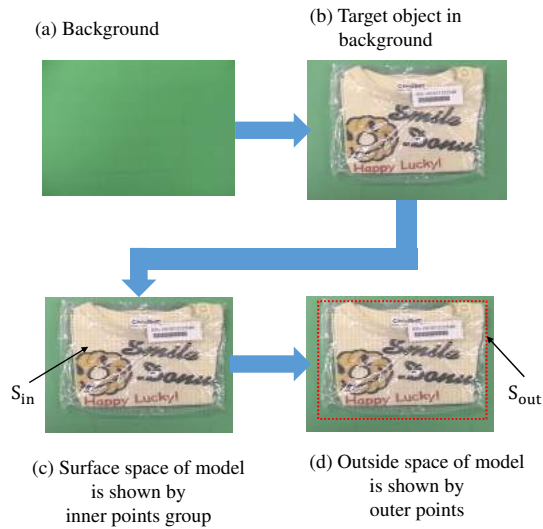 (a) Background
(b) Target object in
background
Smile
Donu
Happy Lucky!
S_in
Smile
Donu
Happy Lucky!
Smile
Donu
Happy Lucky!
S_out
(c) Surface space of model
is shown by
inner points group
(d) Outside space of model
is shown by
outer points